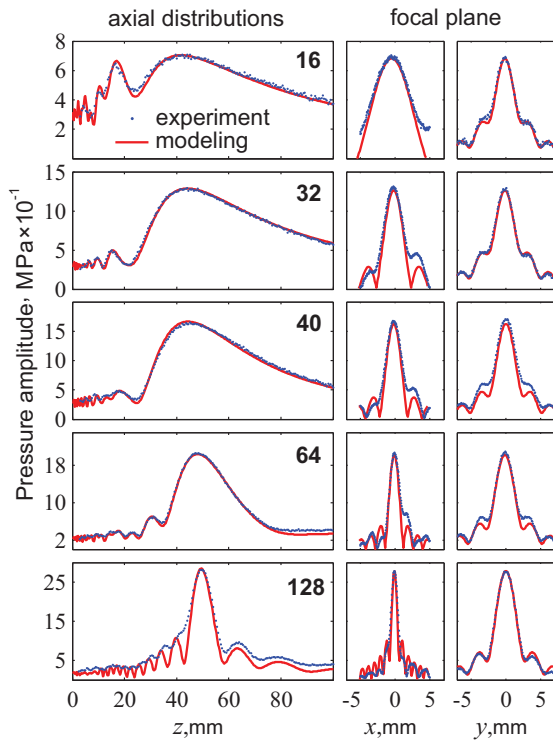 axial distributions focal plane
Pressure amplitude, MPa×10⁻¹
8
6
4
2
16
experiment
modeling
15
10
5
0
32
15
10
5
0
40
18
10
2
64
25
15
5
128
0 20 40 60 80
-5 0 5
-5 0 5
z,mm x,mm y,mm